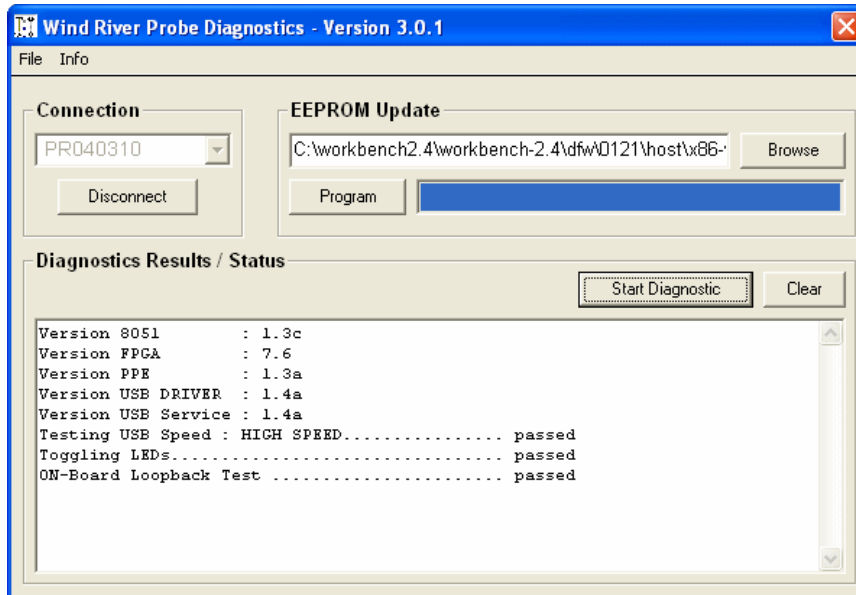 Wind River Probe Diagnostics - Version 3.0.1
File Info
Connection
PR040310
Disconnect
EEPROM Update
C:\workbench2.4\workbench-2.4\dfw\0121\host\x86-
Browse
Program
Diagnostics Results / Status
Start Diagnostic
Clear
Version 8051 : 1.3c
Version FPGA : 7.6
Version PPE : 1.3a
Version USB DRIVER : 1.4a
Version USB Service : 1.4a
Testing USB Speed : HIGH SPEED................ passed
Toggling LEDs................................. passed
ON-Board Loopback Test ....................... passed